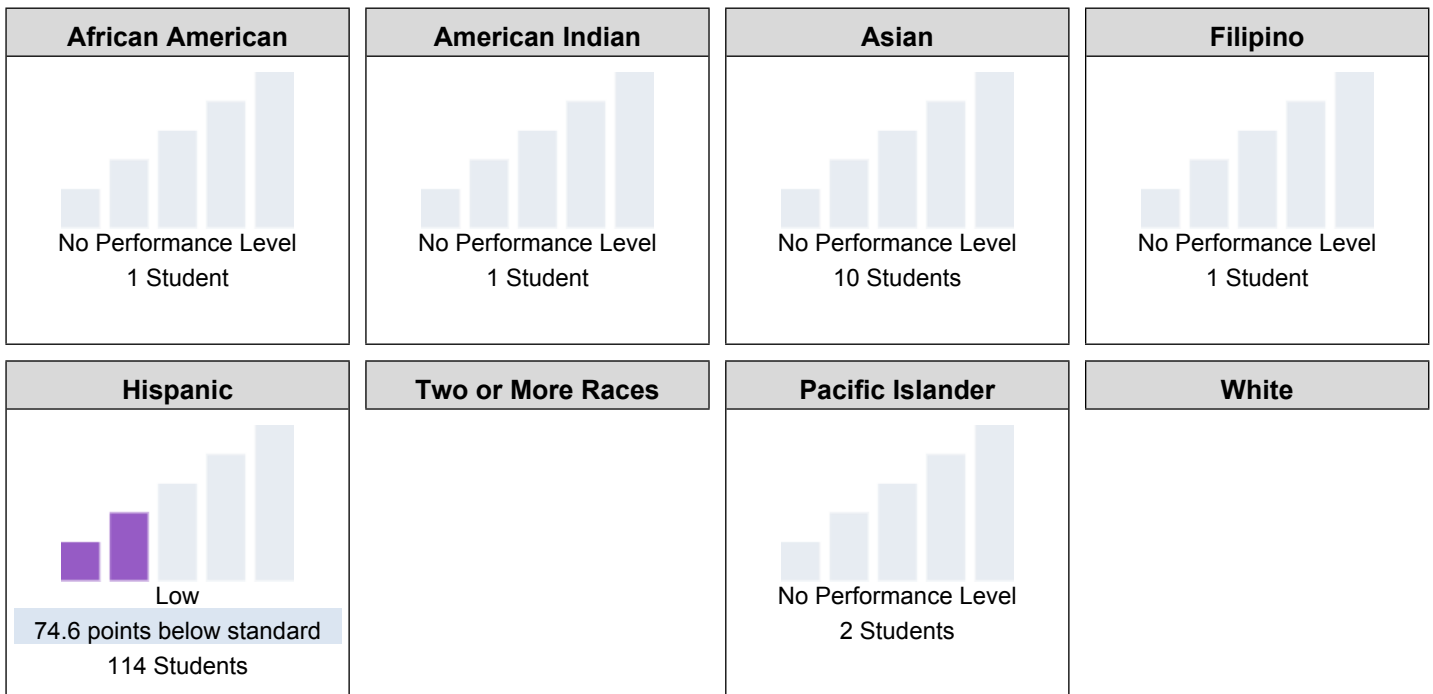 African American
No Performance Level
1 Student
American Indian
No Performance Level
1 Student
Asian
No Performance Level
10 Students
Filipino
No Performance Level
1 Student
Hispanic
Low
74.6 points below standard
114 Students
Two or More Races
Pacific Islander
No Performance Level
2 Students
White